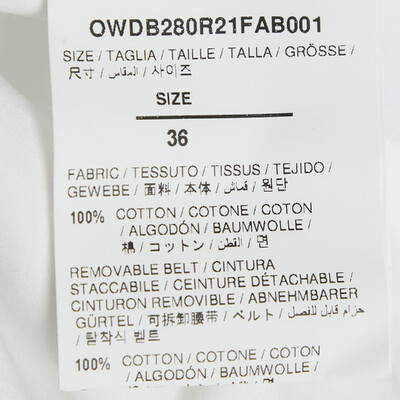 OWDB280R21FAB001
SIZE / TAGLIA / TAILLE / TALLA / GRÖSSE /
尺寸 / المقاس / 사이즈
SIZE
36
FABRIC / TESSUTO / TISSUS / TEJIDO /
GEWEBE / 面料 / 本体 / قماش / 원단
100% COTTON / COTONE / COTON
/ ALGODÓN / BAUMWOLLE /
棉 / コットン / القطن / 면
REMOVABLE BELT / CINTURA
STACCABILE / CEINTURE DÉTACHABLE /
CINTURON REMOVIBLE / ABNEHMBARER
GÜRTEL / 可拆卸腰带 / ベルト / حزام قابل للفصل
/ 탈착식 벨트
100% COTTON / COTONE / COTON
/ ALGODÓN / BAUMWOLLE /